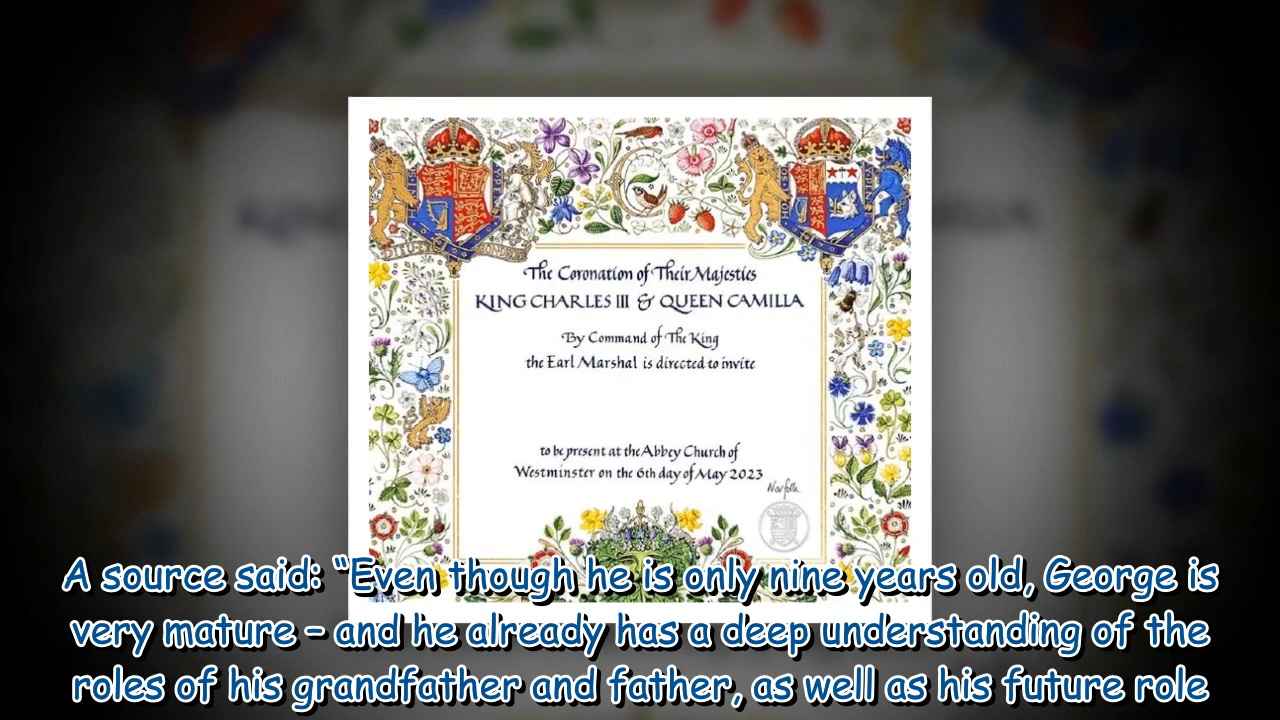 The Coronation of Their Majesties
KING CHARLES III & QUEEN CAMILLA
By Command of The King
the Earl Marshal is directed to invite
to be present at the Abbey Church of
Westminster on the 6th day of May 2023
Norfolk
A source said: “Even though he is only nine years old, George is
very mature – and he already has a deep understanding of the
roles of his grandfather and father, as well as his future role